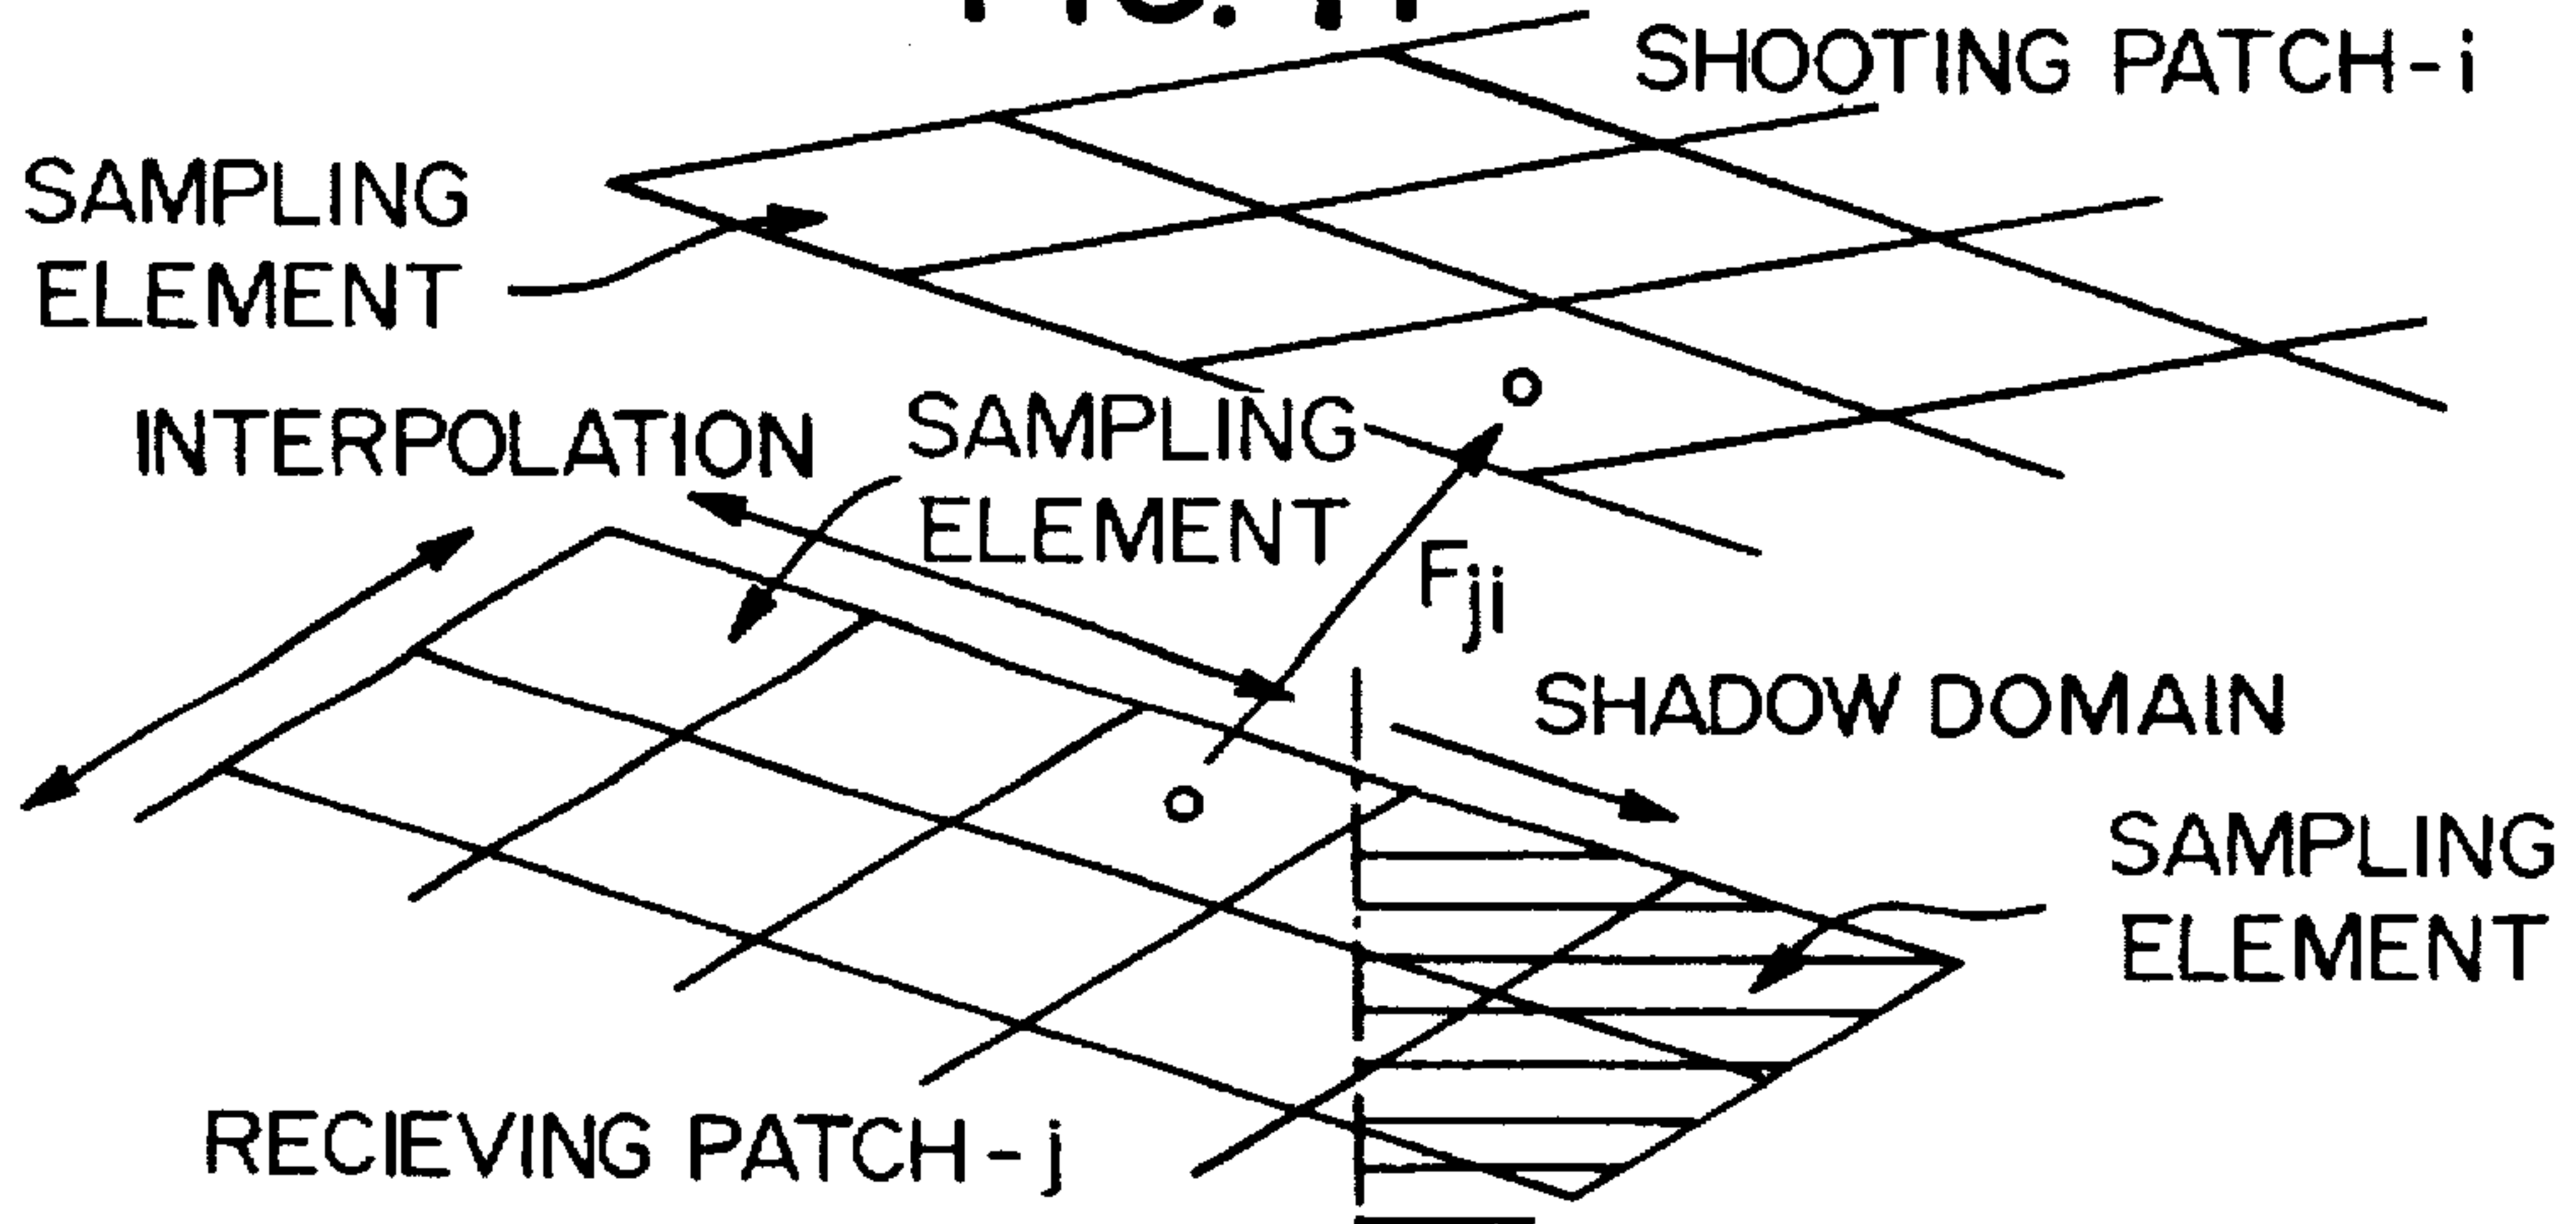 SHOOTING PATCH-i
SAMPLING
ELEMENT
INTERPOLATION
SAMPLING
ELEMENT
Fji
SHADOW DOMAIN
SAMPLING
ELEMENT
RECIEVING PATCH-j